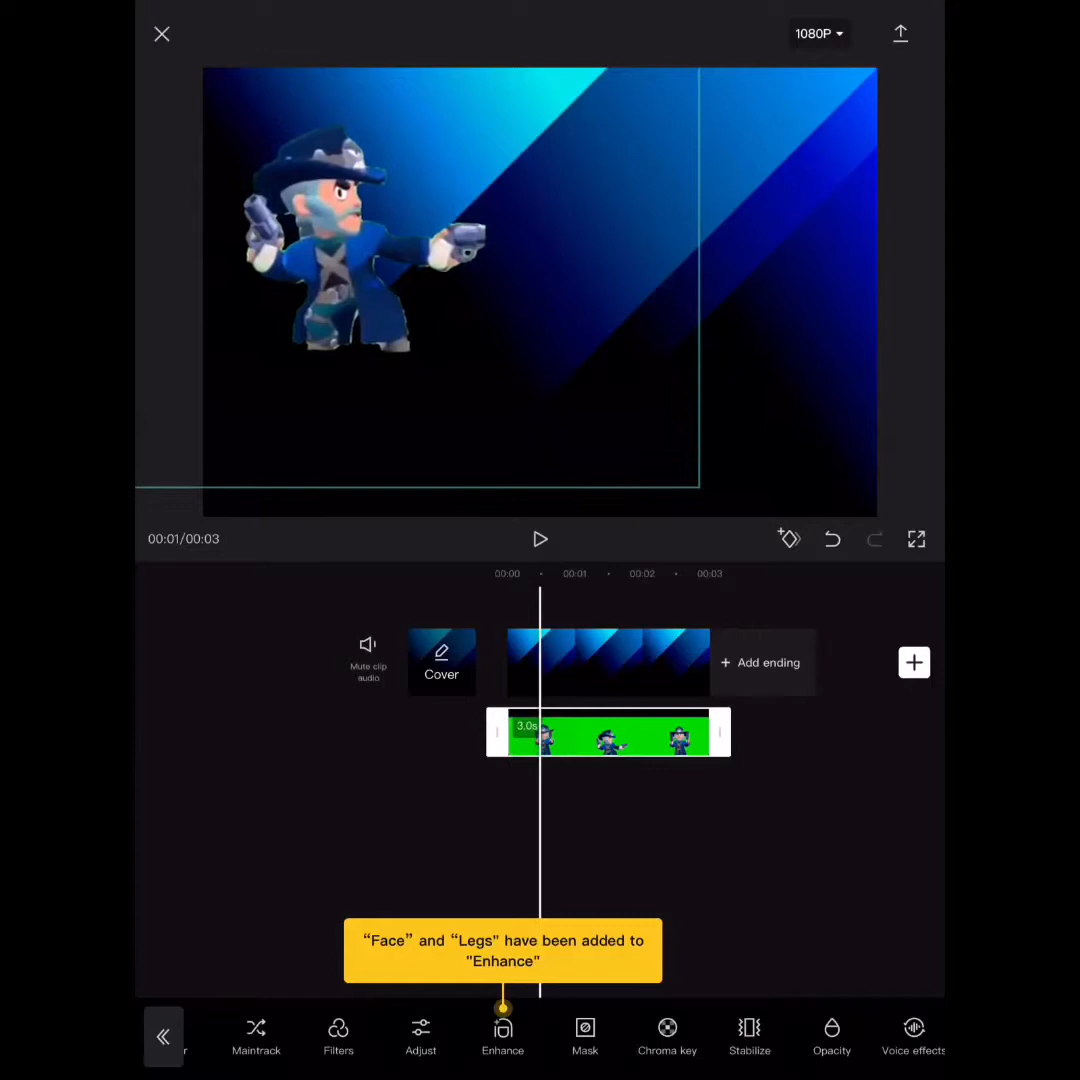 1080P
00:01/00:03
00:00
00:01
00:02
00:03
Mute clip
audio
Cover
+ Add ending
3.0s
“Face” and “Legs" have been added to
"Enhance"
r
Maintrack
Filters
Adjust
Enhance
Mask
Chroma key
Stabilize
Opacity
Voice effects